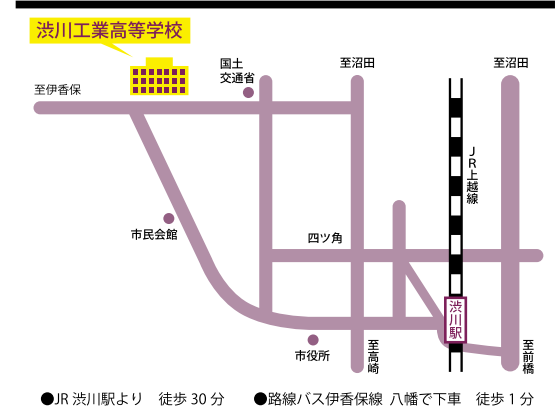 渋川工業高等学校
国土
交通省
至沼田
至沼田
至伊香保
JR上越線
市民会館
四ツ角
渋川駅
市役所
至高崎
至前橋
●JR 渋川駅より　徒歩 30 分
●路線バス伊香保線 八幡で下車　徒歩 1 分